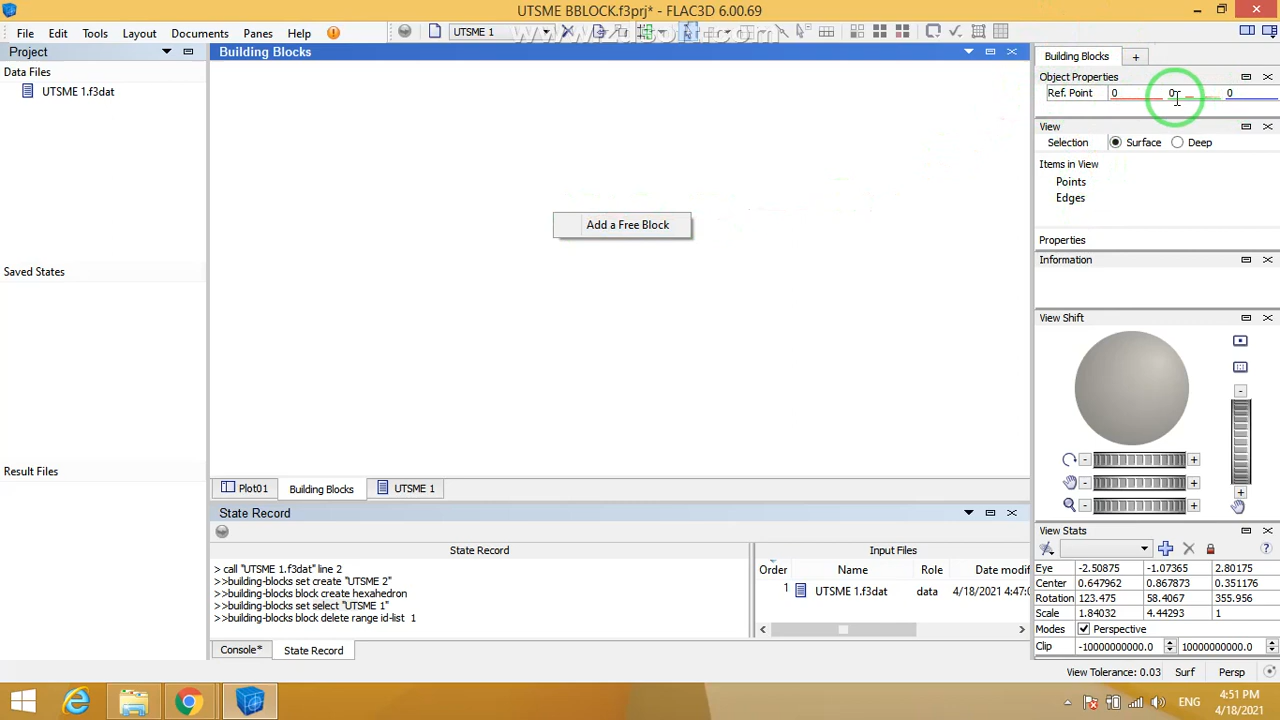 UTSME BBLOCK.f3prj* - FLAC3D 6.00.69
File Edit Tools Layout Documents Panes Help UTSME 1
Project
Data Files
UTSME 1.f3dat
Saved States
Result Files
Building Blocks
Add a Free Block
Plot01 Building Blocks UTSME 1
State Record
State Record
> call "UTSME 1.f3dat" line 2
>>building-blocks set create "UTSME 2"
>>building-blocks block create hexahedron
>>building-blocks set select "UTSME 1"
>>building-blocks block delete range id-list 1
Input Files
Order Name Role Date modif
1 UTSME 1.f3dat data 4/18/2021 4:47:0
Console* State Record
Building Blocks +
Object Properties
Ref. Point 0 0 0
View
Selection Surface Deep
Items in View
Points
Edges
Properties
Information
View Shift
View Stats
Eye -2.50875 -1.07365 2.80175
Center 0.647962 0.867873 0.351176
Rotation 123.475 58.4067 355.956
Scale 1.84032 4.44293 1
Modes Perspective
Clip -10000000000.0 10000000000.0
View Tolerance: 0.03 Surf Persp
ENG 4:51 PM
4/18/2021